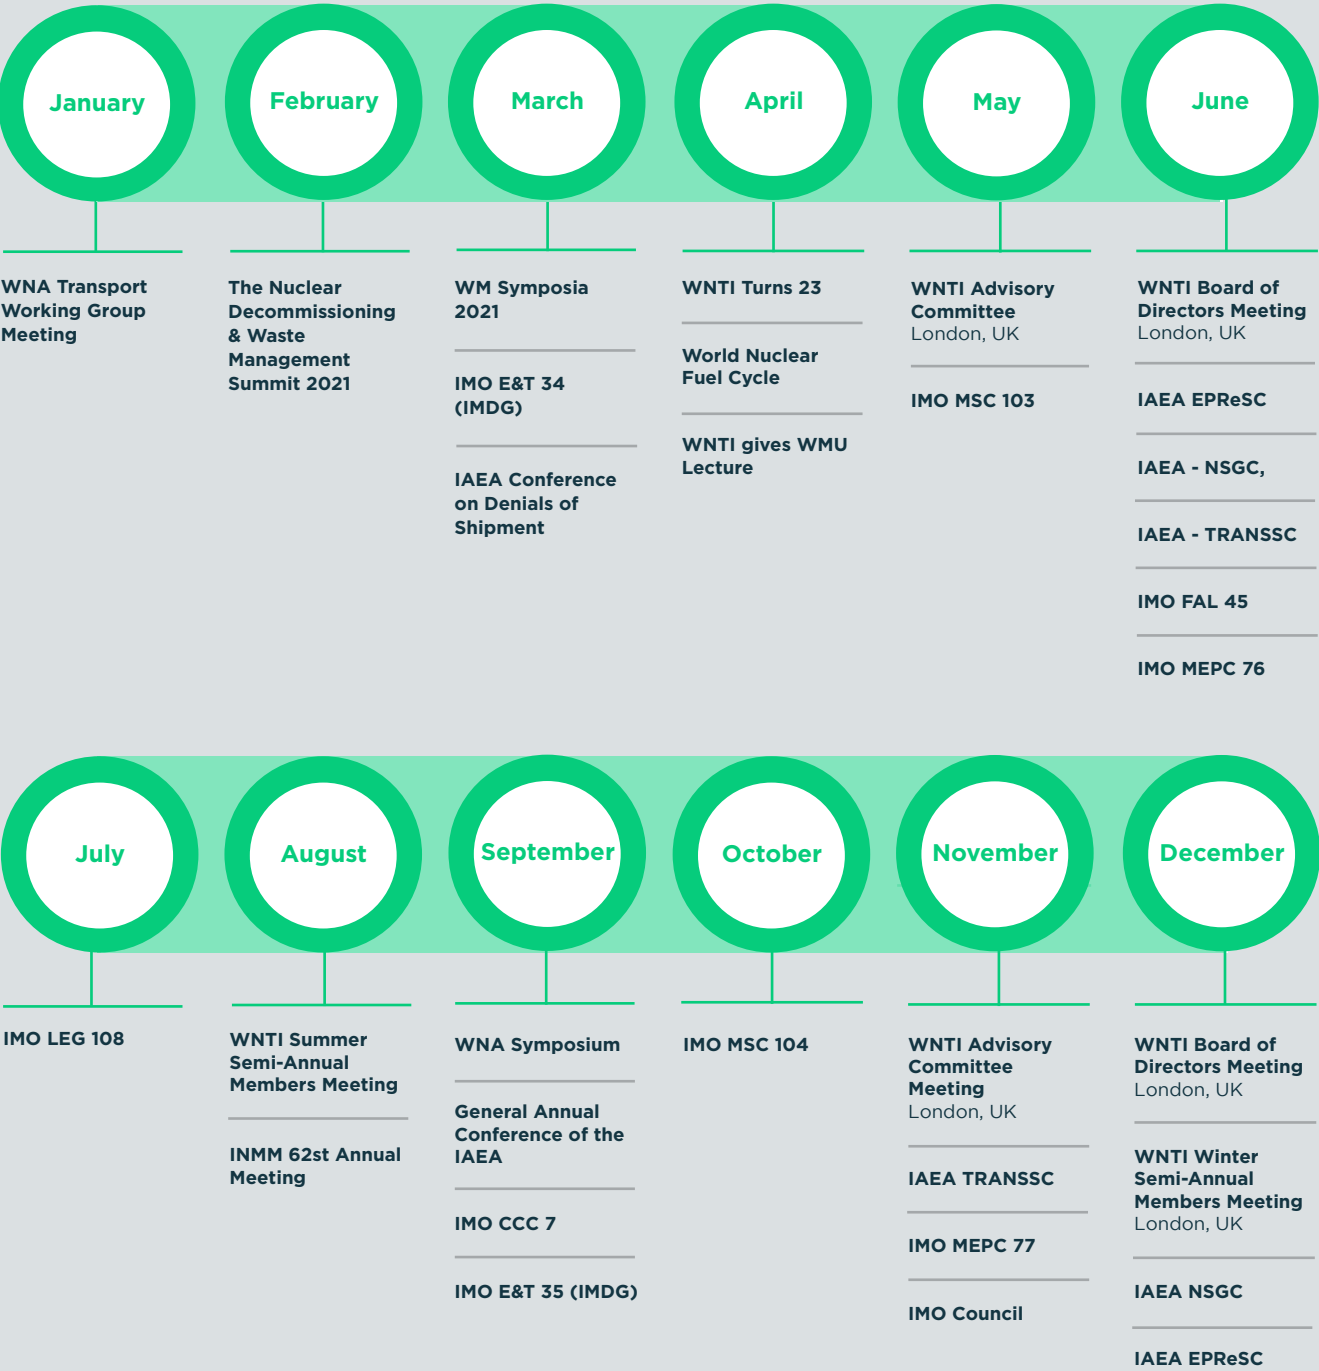 January
February
March
April
May
June
WNA Transport
Working Group
Meeting
The Nuclear
Decommissioning
& Waste
Management
Summit 2021
WM Symposia
2021
IMO E&T 34
(IMDG)
IAEA Conference
on Denials of
Shipment
WNTI Turns 23
World Nuclear
Fuel Cycle
WNTI gives WMU
Lecture
WNTI Advisory
Committee
London, UK
IMO MSC 103
WNTI Board of
Directors Meeting
London, UK
IAEA EPReSC
IAEA - NSGC,
IAEA - TRANSSC
IMO FAL 45
IMO MEPC 76
July
August
September
October
November
December
IMO LEG 108
WNTI Summer
Semi-Annual
Members Meeting
INMM 62st Annual
Meeting
WNA Symposium
General Annual
Conference of the
IAEA
IMO CCC 7
IMO E&T 35 (IMDG)
IMO MSC 104
WNTI Advisory
Committee
Meeting
London, UK
IAEA TRANSSC
IMO MEPC 77
IMO Council
WNTI Board of
Directors Meeting
London, UK
WNTI Winter
Semi-Annual
Members Meeting
London, UK
IAEA NSGC
IAEA EPReSC